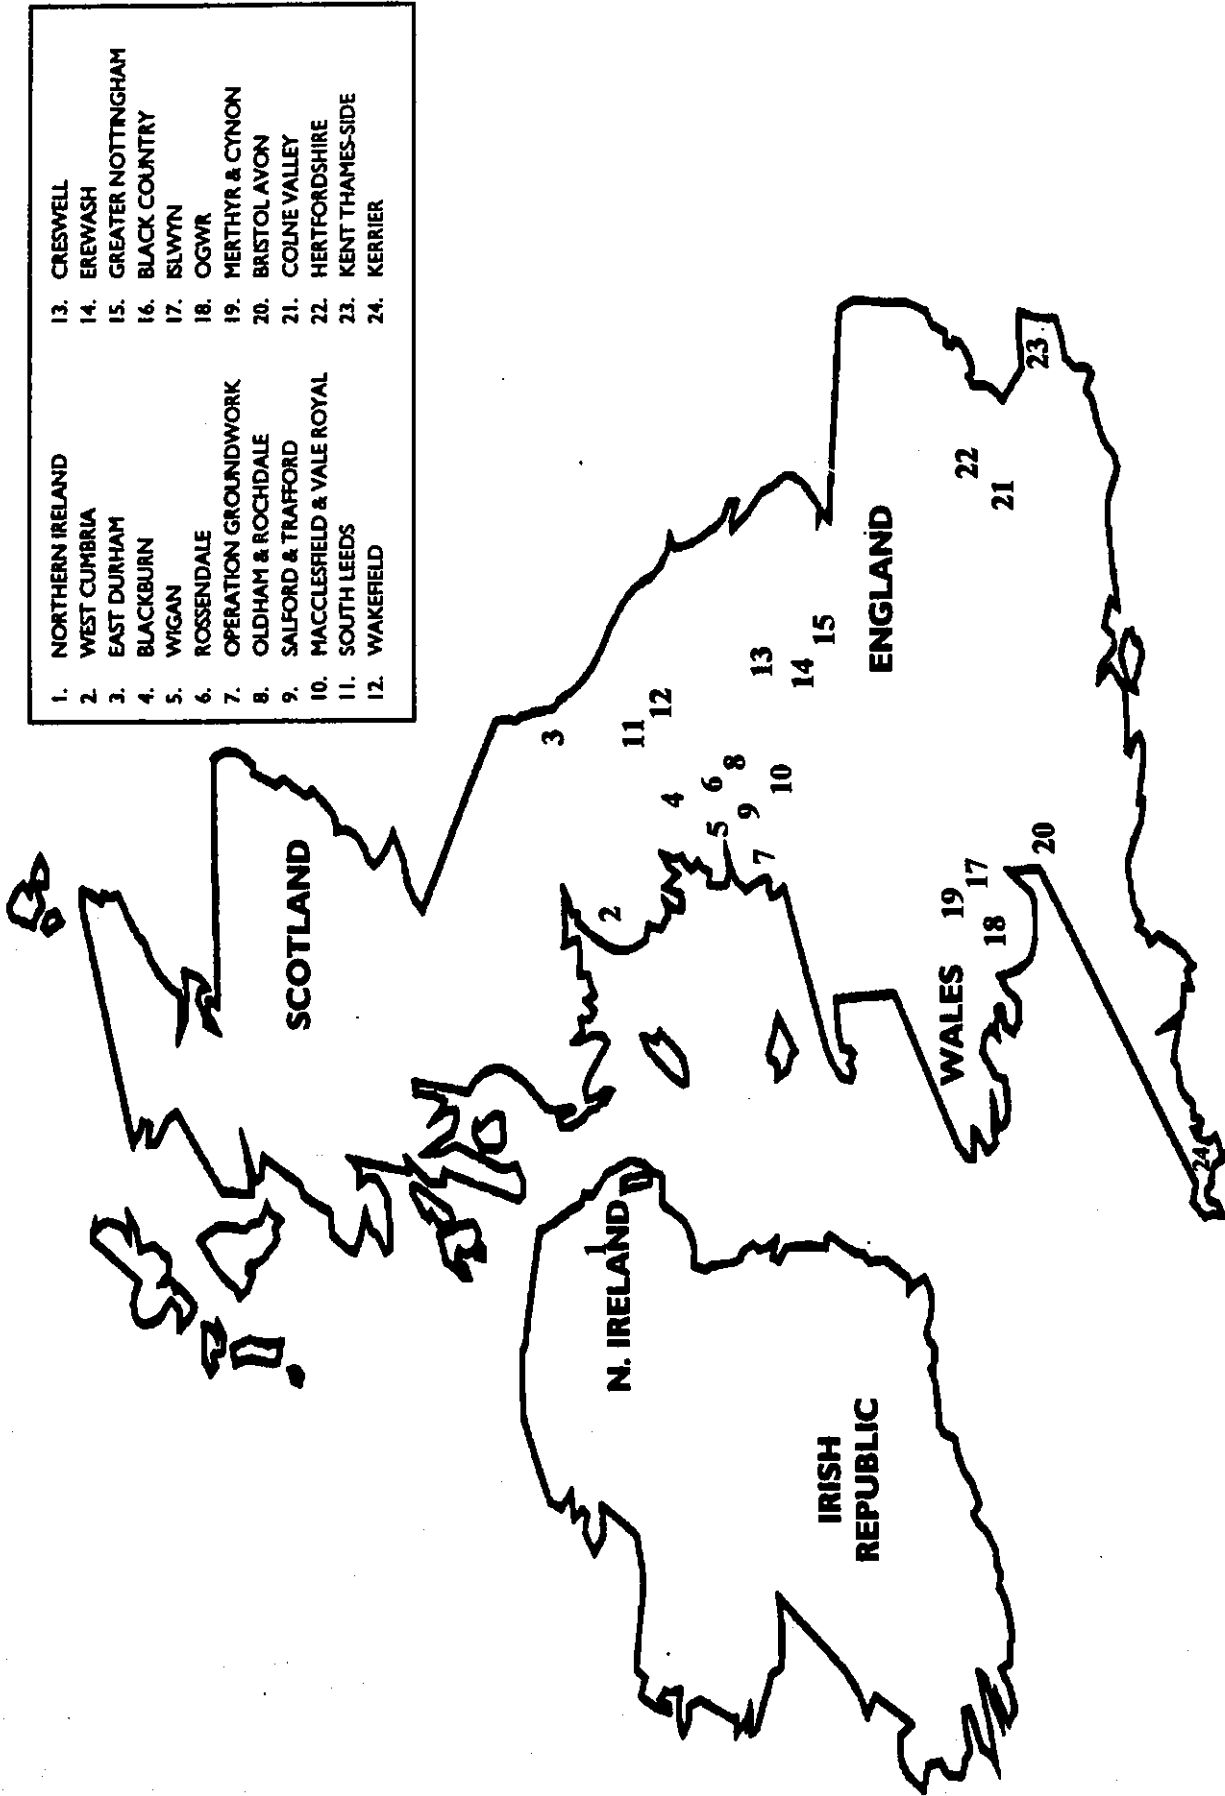 1. NORTHERN IRELAND
2. WEST CUMBRIA
3. EAST DURHAM
4. BLACKBURN
5. WIGAN
6. ROSSENDALE
7. OPERATION GROUNDWORK
8. OLDHAM & ROCHDALE
9. SALFORD & TRAFFORD
10. MACCLESFIELD & VALE ROYAL
11. SOUTH LEEDS
12. WAKEFIELD
13. CRESWELL
14. EREWASH
15. GREATER NOTTINGHAM
16. BLACK COUNTRY
17. ISLWYN
18. OGWR
19. MERTHYR & CYNON
20. BRISTOL AVON
21. COLNE VALLEY
22. HERTFORDSHIRE
23. KENT THAMES-SIDE
24. KERRIER
SCOTLAND
3
1
N. IRELAND
2
11
12
4
6
5
8
9
7
10
13
14
15
IRISH
REPUBLIC
ENGLAND
WALES
19
17
18
22
21
20
23
24